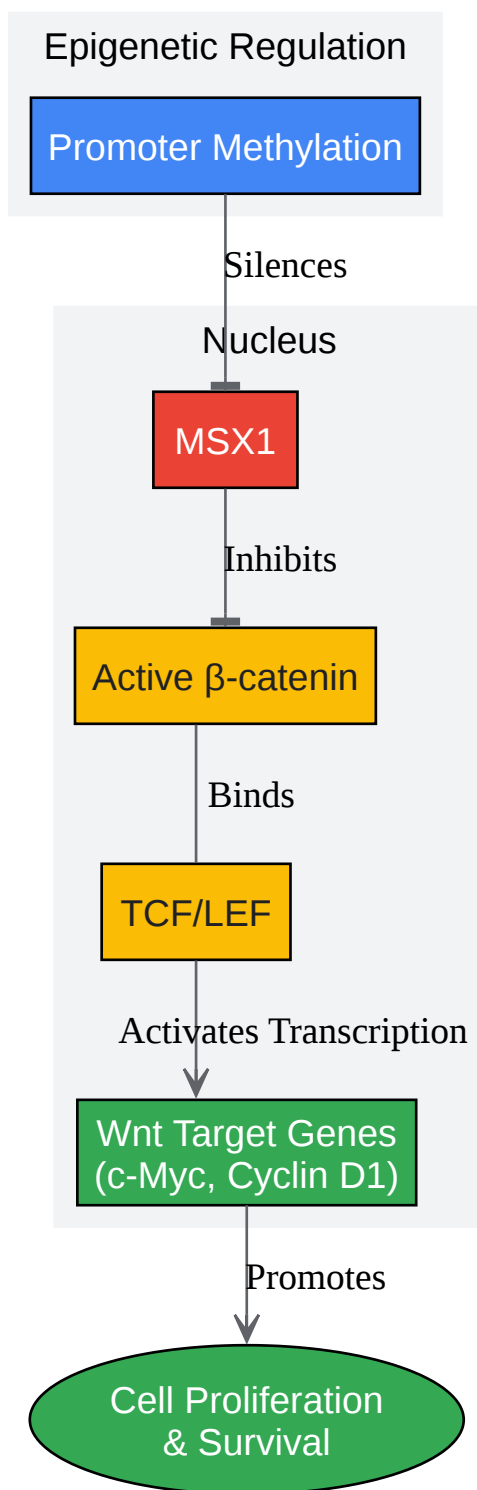 Epigenetic Regulation
Promoter Methylation
Silences
Nucleus
MSX1
Inhibits
Active β-catenin
Binds
TCF/LEF
Activates Transcription
Wnt Target Genes
(c-Myc, Cyclin D1)
Promotes
Cell Proliferation
& Survival